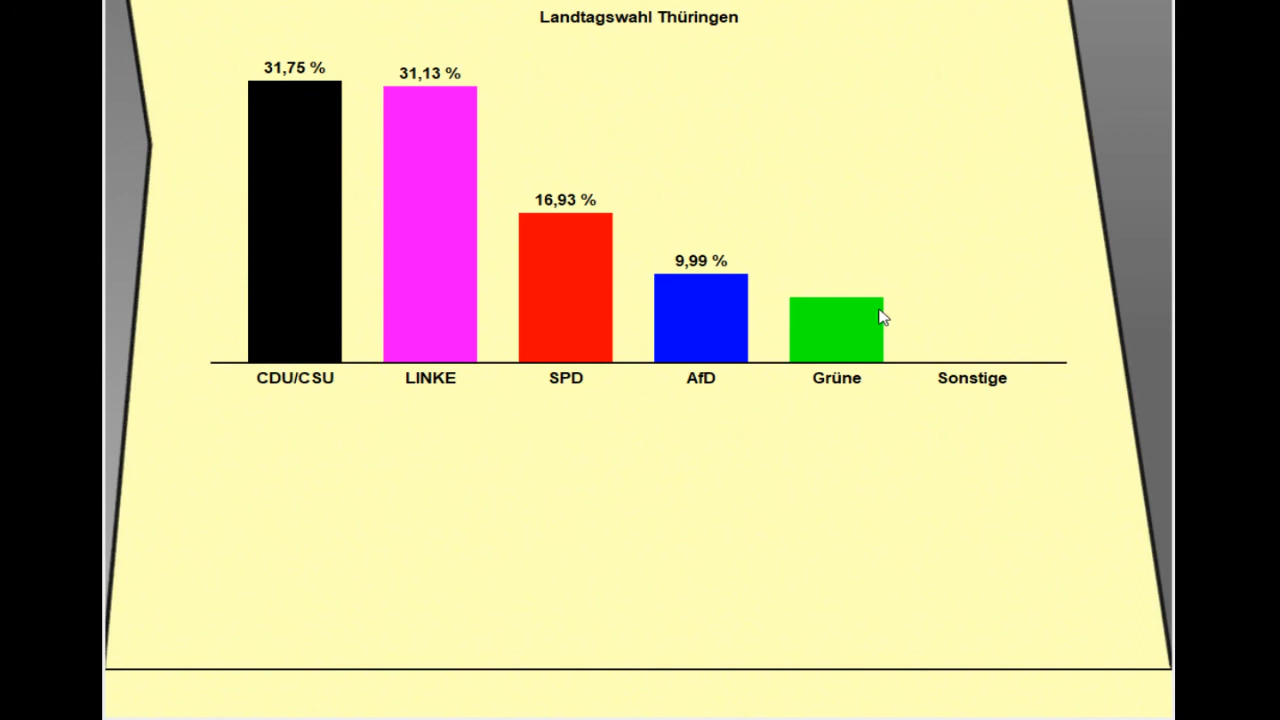 Landtagswahl Thüringen
31,75 %
31,13 %
16,93 %
9,99 %
CDU/CSU LINKE SPD AfD Grüne Sonstige